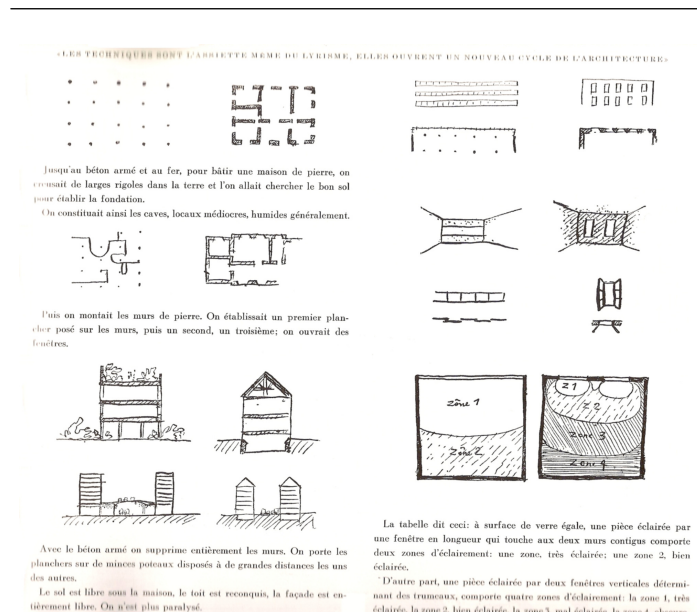 «LES TECHNIQUES SONT L'ASSIETTE MÊME DU LYRISME, ELLES OUVRENT UN NOUVEAU CYCLE DE L'ARCHITECTURE»
Jusqu'au béton armé et au fer, pour bâtir une maison de pierre, on
creusait de larges rigoles dans la terre et l'on allait chercher le bon sol
pour établir la fondation.
On constituait ainsi les caves, locaux médiocres, humides généralement.
Puis on montait les murs de pierre. On établissait un premier plan-
cher posé sur les murs, puis un second, un troisième; on ouvrait des
fenêtres.
Avec le béton armé on supprime entièrement les murs. On porte les
planchers sur de minces poteaux disposés à de grandes distances les uns
des autres.
Le sol est libre sous la maison, le toit est reconquis, la façade est en-
tièrement libre. On n'est plus paralysé.
zône 1
zône 2
Z1
Z2
zone 3
zone 4
La tabelle dit ceci: à surface de verre égale, une pièce éclairée par
une fenêtre en longueur qui touche aux deux murs contigus comporte
deux zones d'éclairement: une zone, très éclairée; une zone 2, bien
éclairée.
D'autre part, une pièce éclairée par deux fenêtres verticales détermi-
nant des trumeaux, comporte quatre zones d'éclairement: la zone 1, très
éclairée, la zone 2, bien éclairée, la zone 3, mal éclairée, la zone 4, obscure.